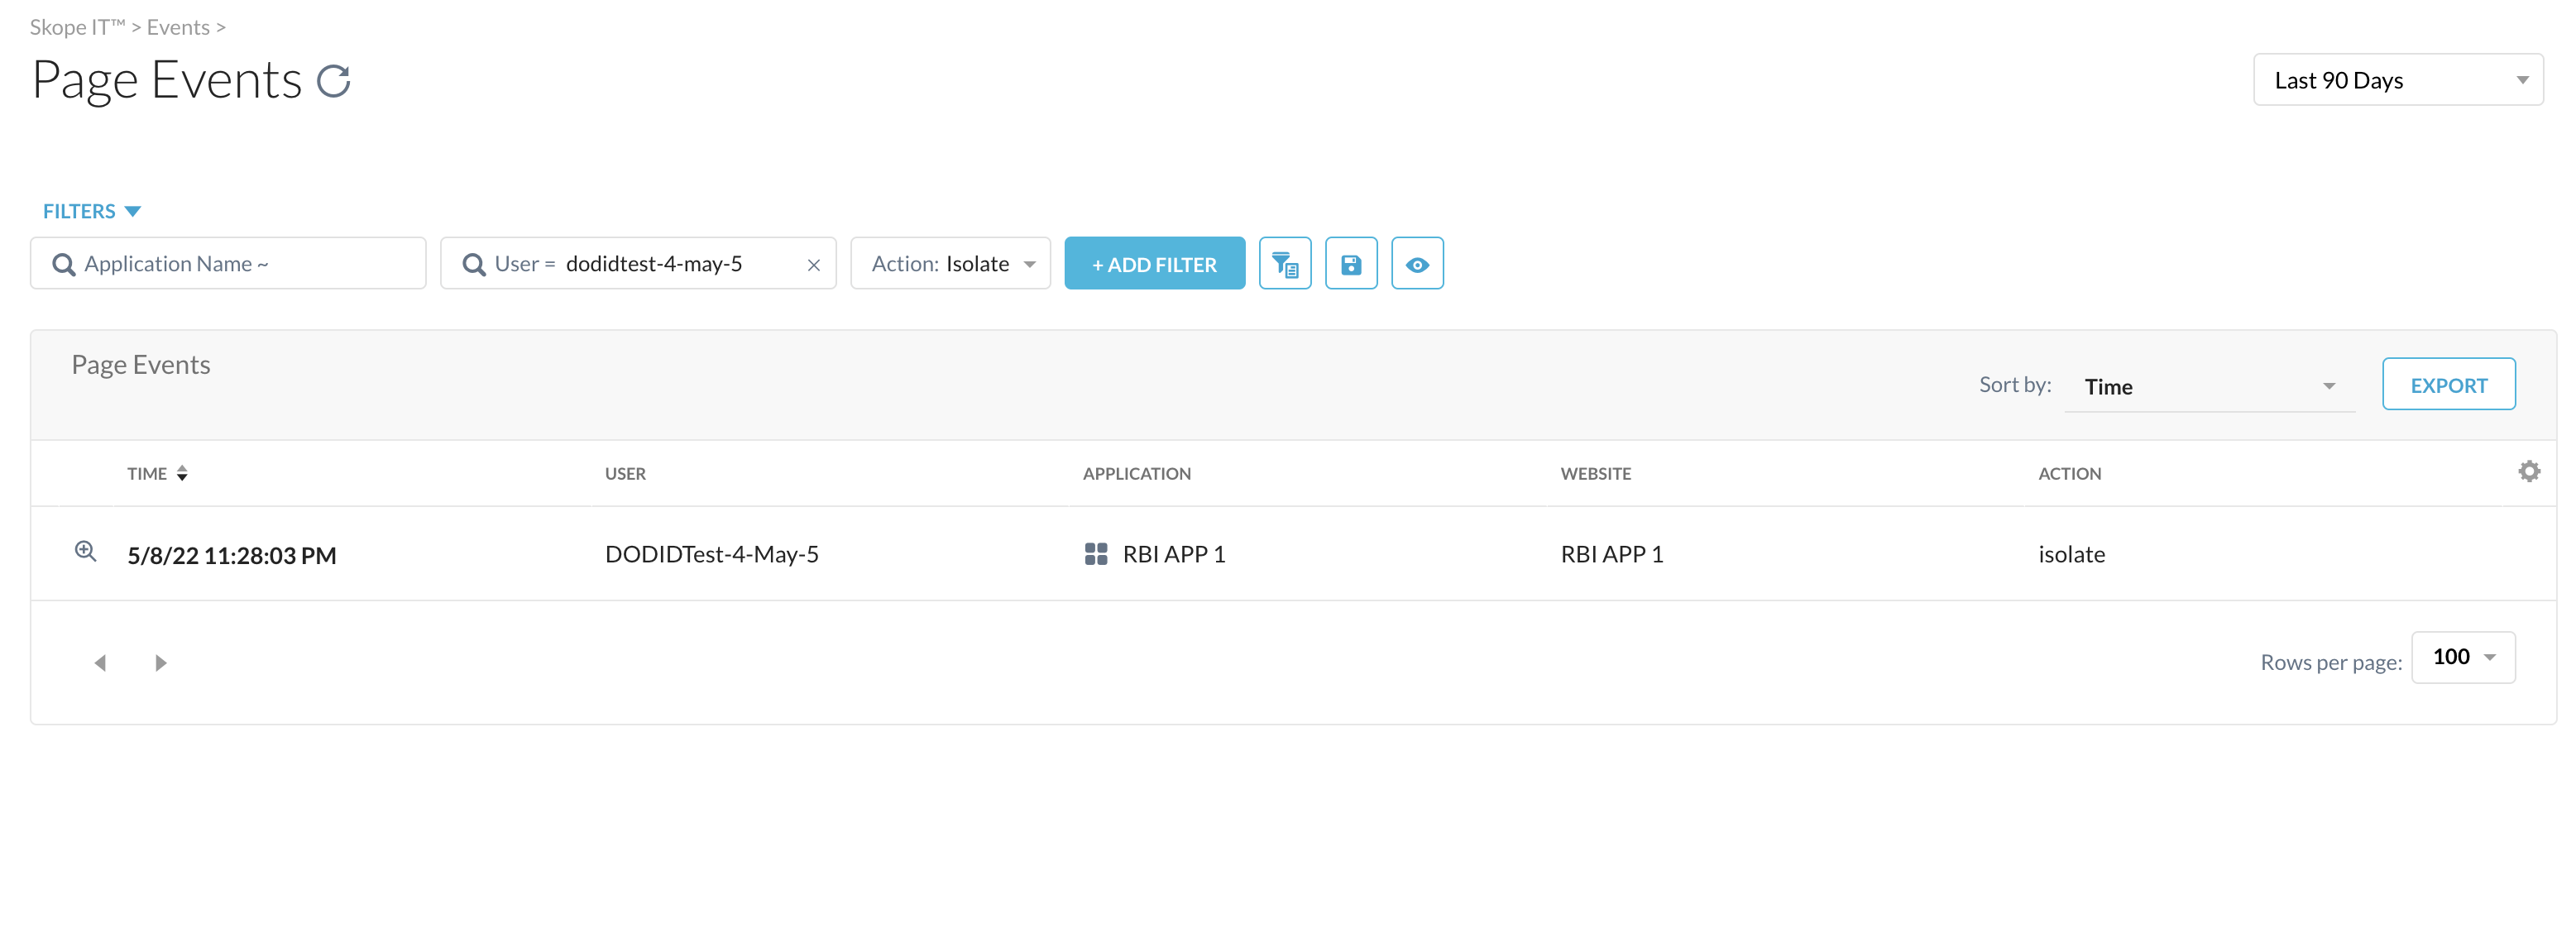 Skope IT™ > Events >
Page Events
Last 90 Days
FILTERS
Application Name ~
User = dodidtest-4-may-5
Action: Isolate
+ ADD FILTER
Page Events
Sort by: Time
EXPORT
TIME USER APPLICATION WEBSITE ACTION
5/8/22 11:28:03 PM DODIDTest-4-May-5 RBI APP 1 RBI APP 1 isolate
Rows per page: 100